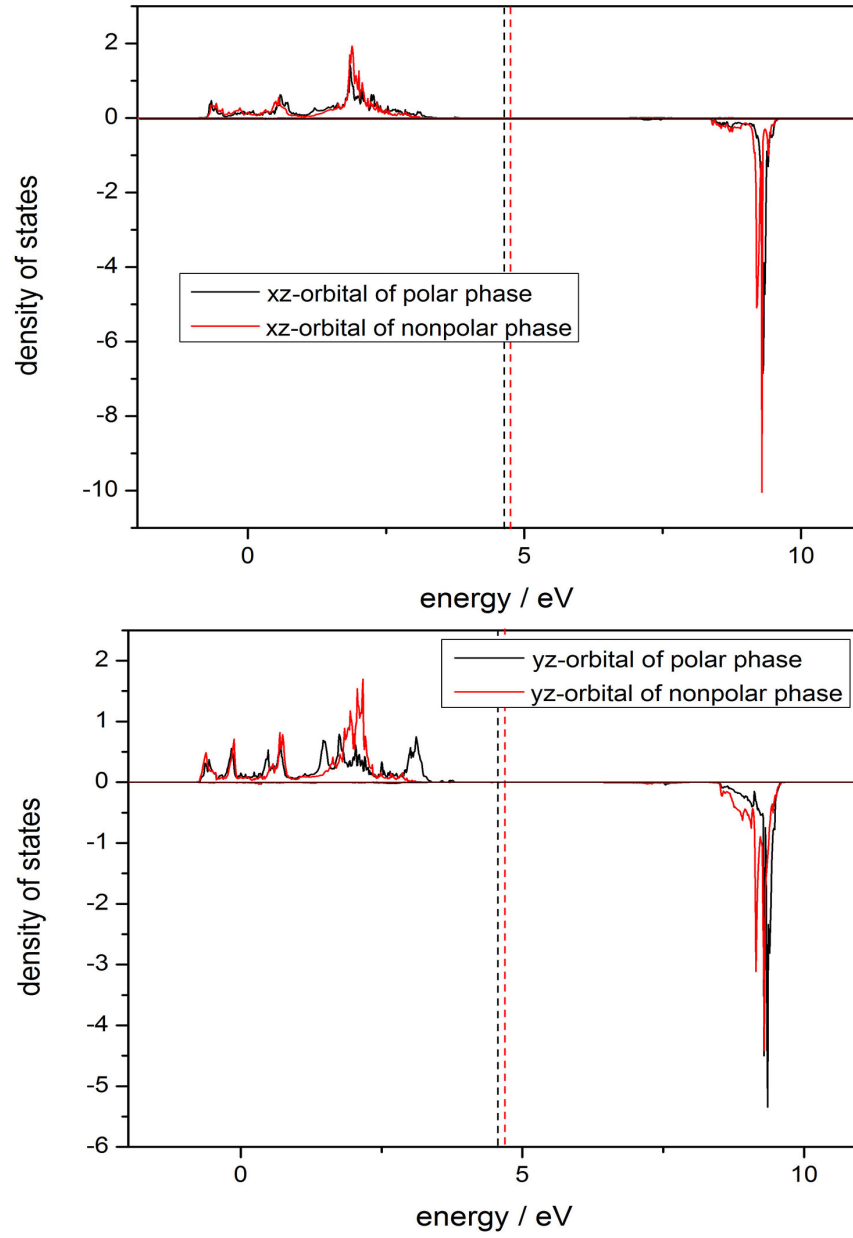 2
0
-2
-4
-6
-8
-10
density of states
xz-orbital of polar phase
xz-orbital of nonpolar phase
0
5
10
energy / eV
2
1
0
-1
-2
-3
-4
-5
-6
density of states
yz-orbital of polar phase
yz-orbital of nonpolar phase
0
5
10
energy / eV